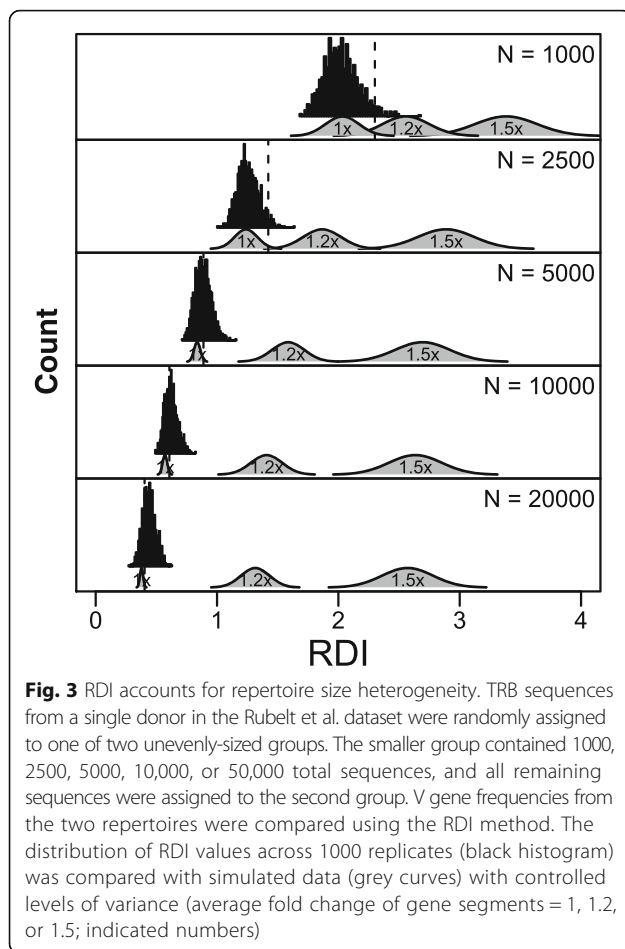 N = 1000
1x
1.2x
1.5x
N = 2500
1x
1.2x
1.5x
N = 5000
1x
1.2x
1.5x
N = 10000
1x
1.2x
1.5x
N = 20000
1x
1.2x
1.5x
Count
0 1 2 3 4
RDI
Fig. 3 RDI accounts for repertoire size heterogeneity. TRB sequences
from a single donor in the Rubelt et al. dataset were randomly assigned
to one of two unevenly-sized groups. The smaller group contained 1000,
2500, 5000, 10,000, or 50,000 total sequences, and all remaining
sequences were assigned to the second group. V gene frequencies from
the two repertoires were compared using the RDI method. The
distribution of RDI values across 1000 replicates (black histogram)
was compared with simulated data (grey curves) with controlled
levels of variance (average fold change of gene segments = 1, 1.2,
or 1.5; indicated numbers)